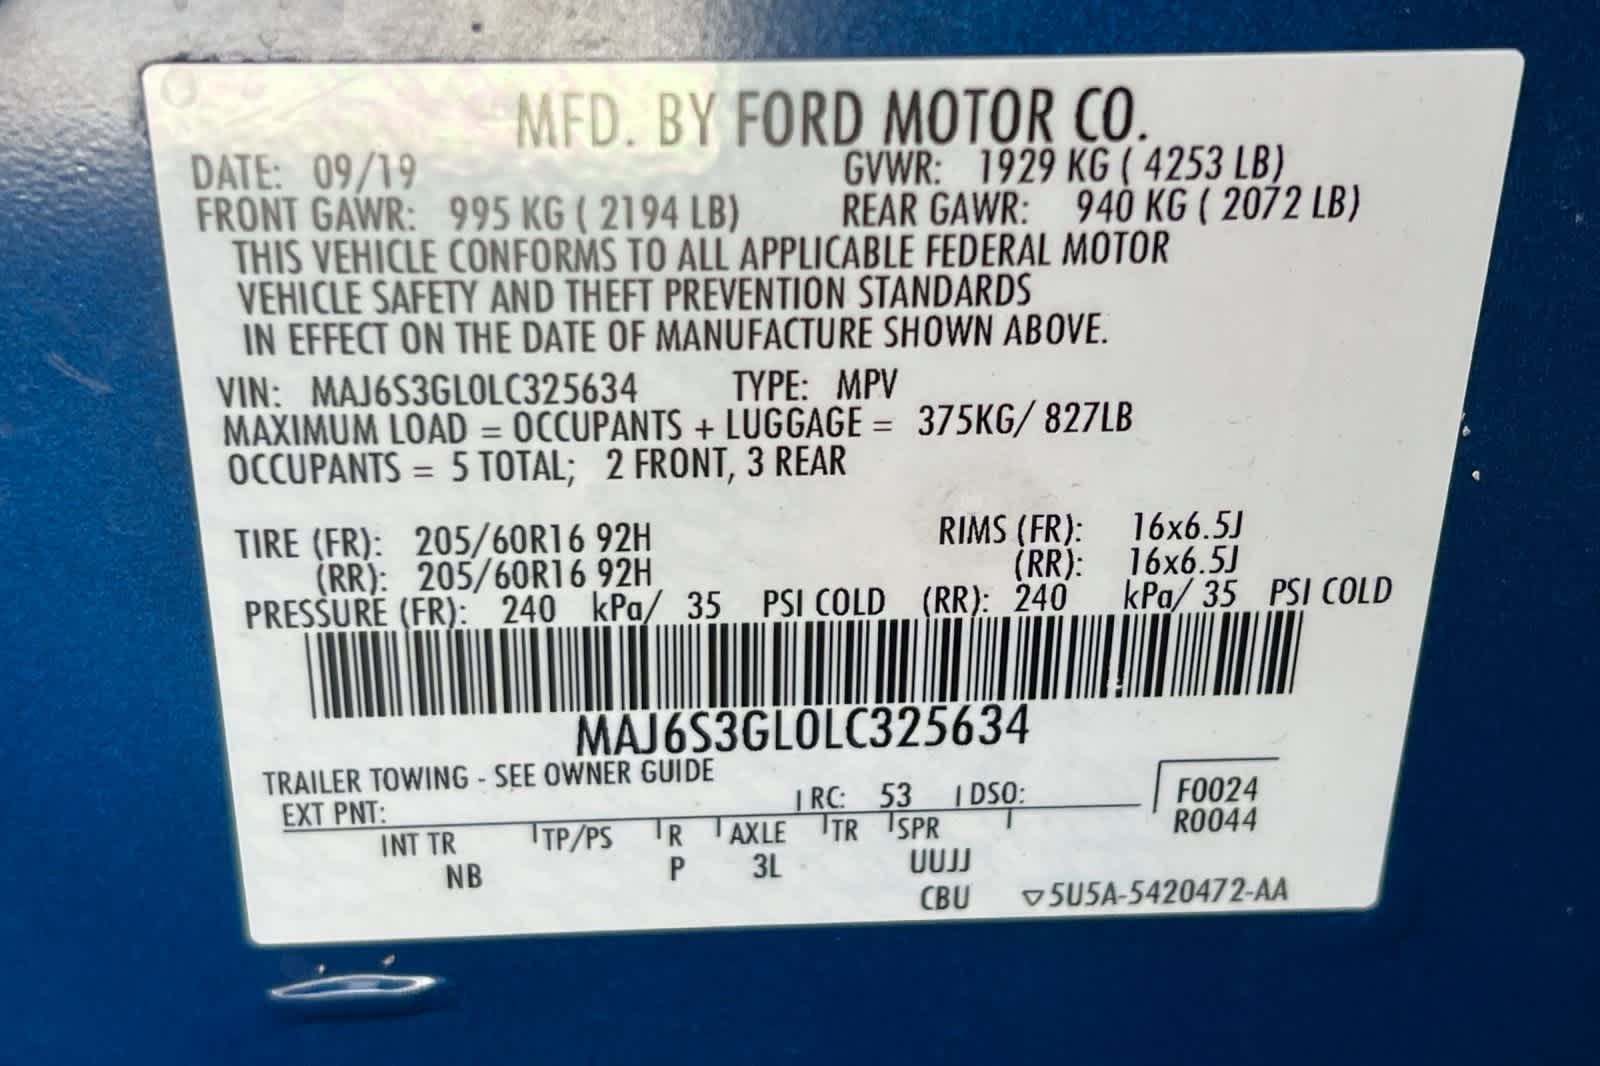 MFD. BY FORD MOTOR CO.
DATE: 09/19 GVWR: 1929 KG ( 4253 LB)
FRONT GAWR: 995 KG ( 2194 LB) REAR GAWR: 940 KG ( 2072 LB)
THIS VEHICLE CONFORMS TO ALL APPLICABLE FEDERAL MOTOR
VEHICLE SAFETY AND THEFT PREVENTION STANDARDS
IN EFFECT ON THE DATE OF MANUFACTURE SHOWN ABOVE.
VIN: MAJ6S3GL0LC325634 TYPE: MPV
MAXIMUM LOAD = OCCUPANTS + LUGGAGE = 375KG/ 827LB
OCCUPANTS = 5 TOTAL; 2 FRONT, 3 REAR
TIRE (FR): 205/60R16 92H RIMS (FR): 16x6.5J
(RR): 205/60R16 92H (RR): 16x6.5J
PRESSURE (FR): 240 kPa/ 35 PSI COLD (RR): 240 kPa/ 35 PSI COLD
MAJ6S3GL0LC325634
TRAILER TOWING - SEE OWNER GUIDE
EXT PNT: RC: 53 DSO: F0024
R0044
INT TR TP/PS R AXLE TR SPR
NB P 3L UUJJ
CBU ▽5U5A-5420472-AA